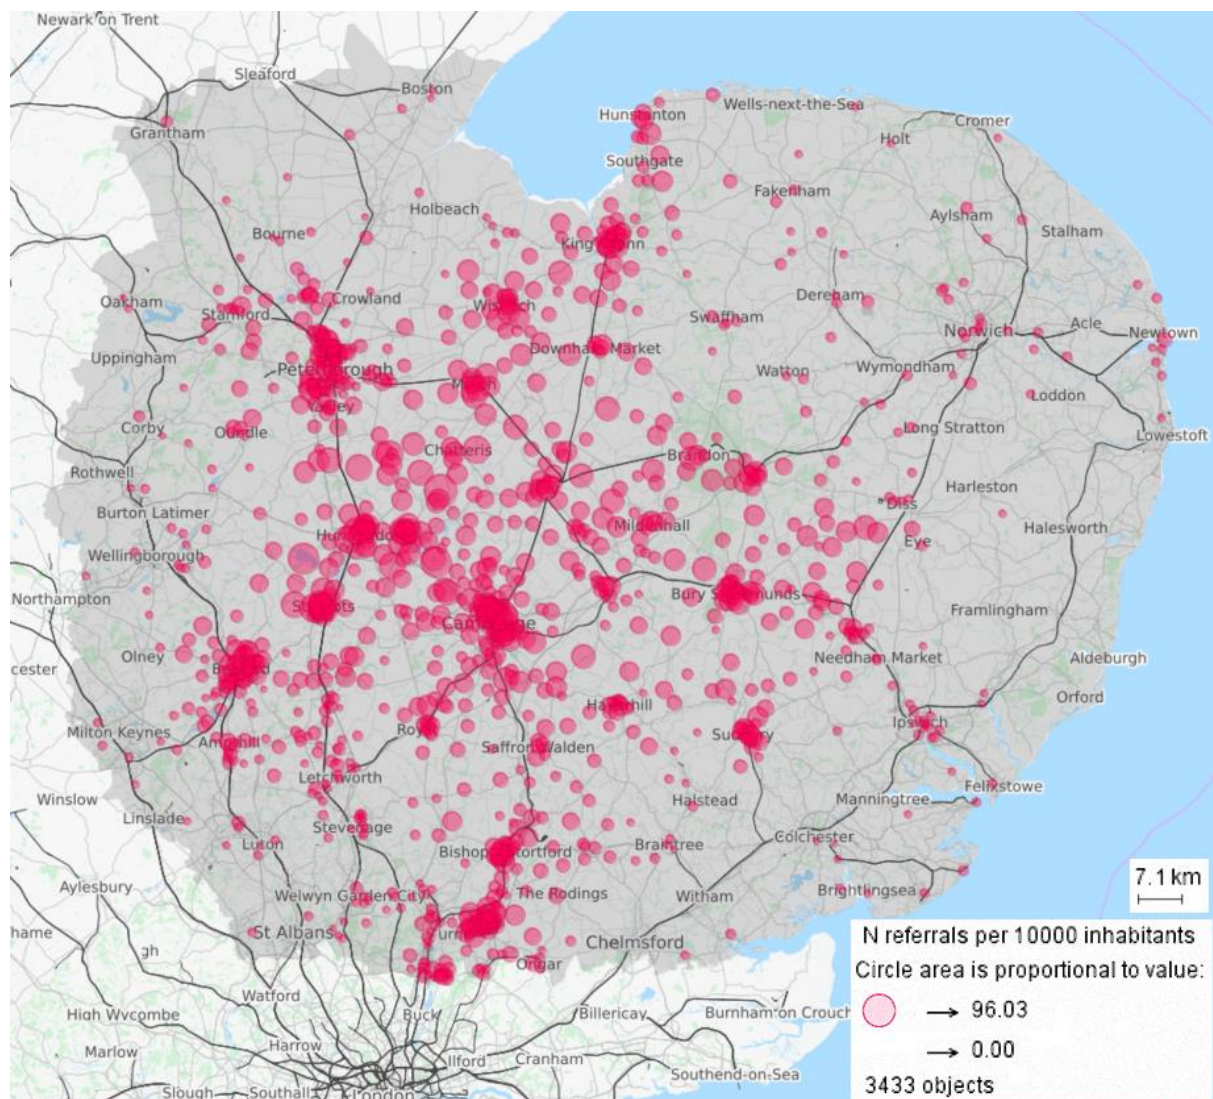 Newark on Trent
Sleaford
Boston
Grantham
Hunstanton
Wells-next-the-Sea
Cromer
Holt
Southgate
Fakenham
Holbeach
Aylsham
Bourne
Stalham
Oakham
Crowland
Stamford
Dereham
Swaffham
Norwich
Acle
Newtown
Uppingham
Downham Market
Watton
Wymondham
Loddon
Corby
Oundle
Chatteris
Brandon
Long Stratton
Lowestoft
Rothwell
Harleston
Burton Latimer
Diss
Mildenhall
Halesworth
Wellingborough
Eye
Northampton
Framlingham
Olney
Needham Market
Aldeburgh
cester
Orford
Milton Keynes
Ipswich
Saffron Walden
Letchworth
Felixstowe
Winslow
Halstead
Manningtree
Linslade
Stevenage
Colchester
Luton
Braintree
Aylesbury
Welwyn Garden City
The Rodings
Witham
Brightlingsea
7.1 km
hame
St Albans
Chelmsford
gh
Ongar
Watford
High Wycombe
Buck
Billericay
Burnham on Crouch
Harrow
Marlow
Ilford
Cranham
Slough
Southall
London
Southend-on-Sea
N referrals per 10000 inhabitants
Circle area is proportional to value:
→ 96.03
→ 0.00
3433 objects